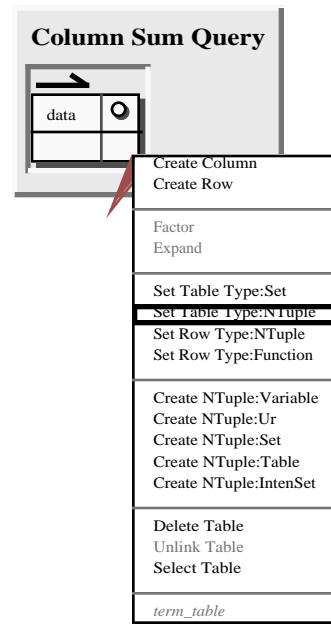 Column Sum Query
data
Create Column
Create Row
Factor
Expand
Set Table Type:Set
Set Table Type:NTuple
Set Row Type:NTuple
Set Row Type:Function
Create NTuple:Variable
Create NTuple:Ur
Create NTuple:Set
Create NTuple:Table
Create NTuple:IntenSet
Delete Table
Unlink Table
Select Table
term_table